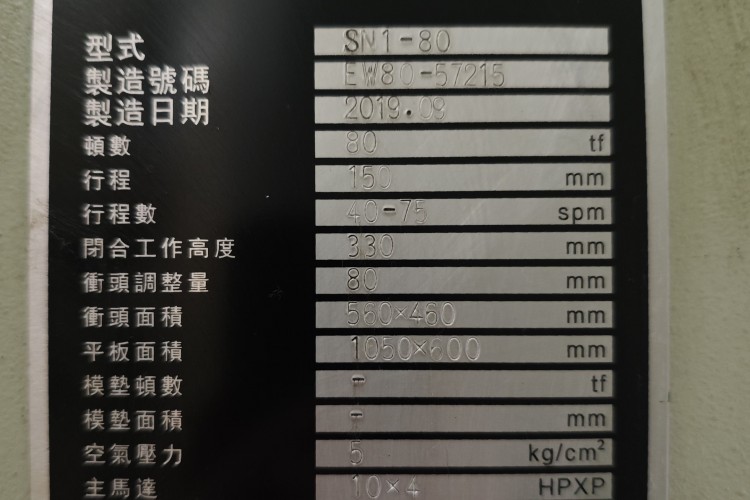 型式 SN1-80
製造號碼 EW80-57215
製造日期 2019.09
頓數 80 tf
行程 150 mm
行程數 40-75 spm
閉合工作高度 330 mm
衝頭調整量 80 mm
衝頭面積 560×460 mm
平板面積 1050×600 mm
模墊頓數 - tf
模墊面積 - mm
空氣壓力 5 kg/cm²
主馬達 10×4 HPXP